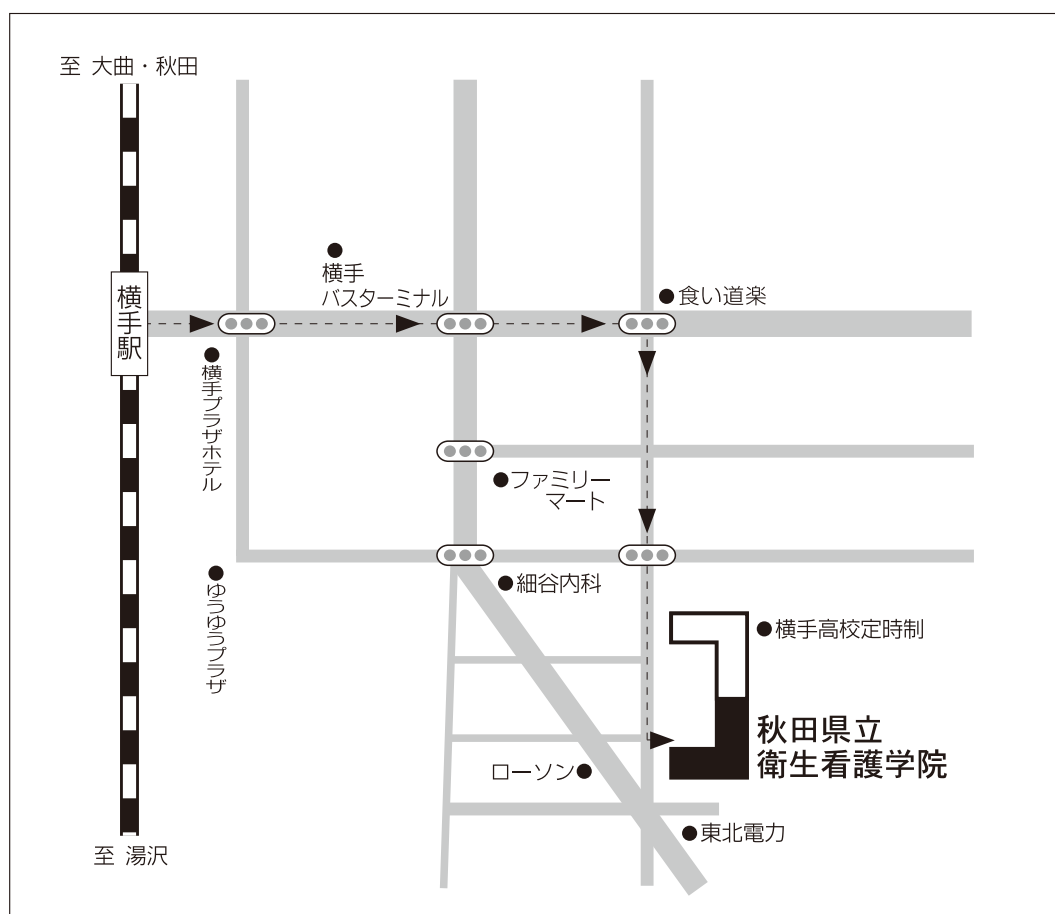 至 大曲・秋田
横手
バスターミナル
食い道楽
横手駅
横手プラザホテル
ファミリー
マート
細谷内科
ゆうゆうプラザ
横手高校定時制
秋田県立
衛生看護学院
ローソン
東北電力
至 湯沢